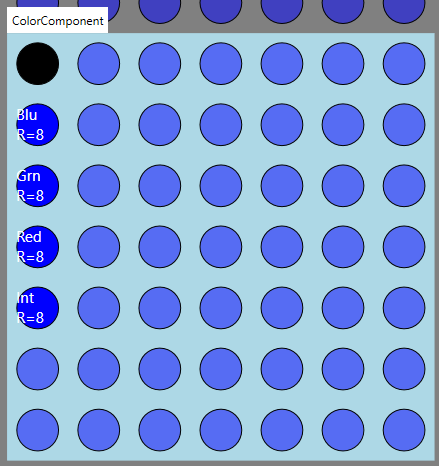 ColorComponent
Blu
R=8
Grn
R=8
Red
R=8
Int
R=8